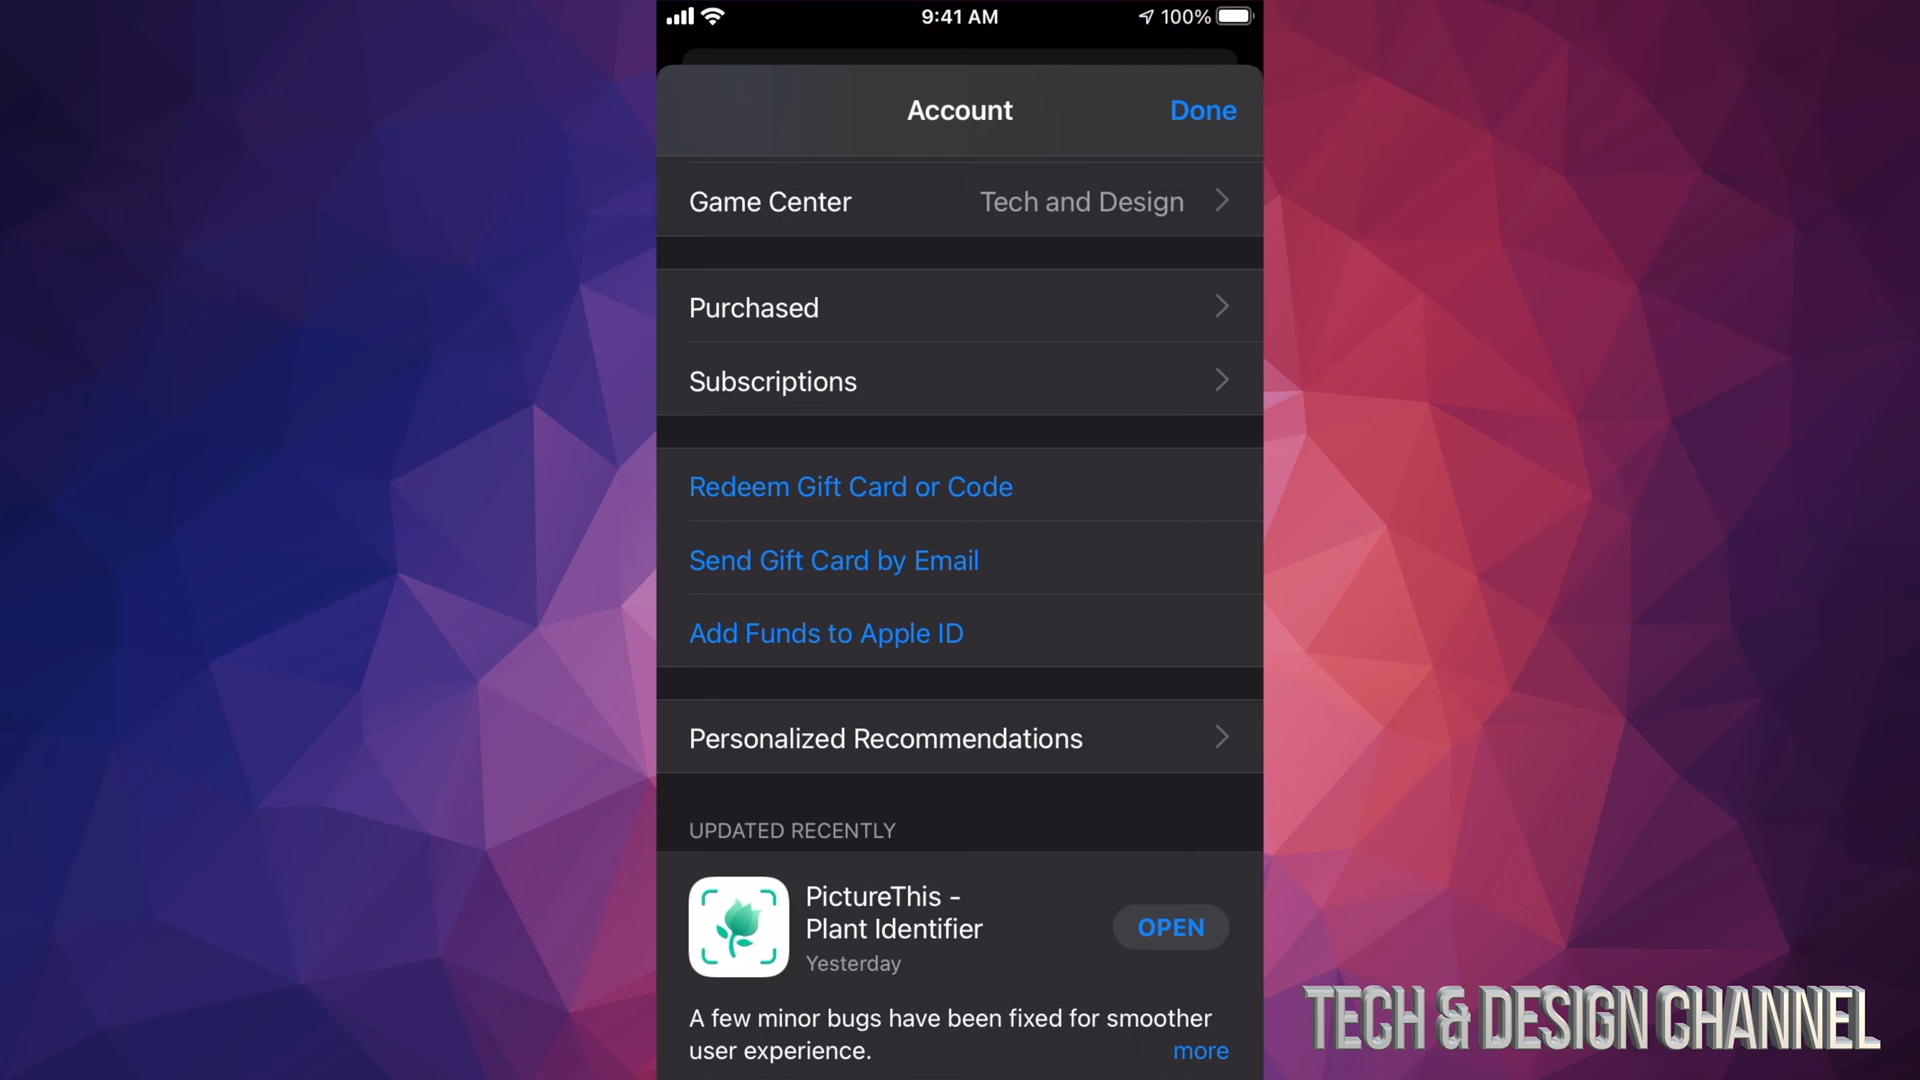 9:41 AM
100%
Account
Done
Game Center
Tech and Design
Purchased
Subscriptions
Redeem Gift Card or Code
Send Gift Card by Email
Add Funds to Apple ID
Personalized Recommendations
UPDATED RECENTLY
PictureThis -
Plant Identifier
OPEN
Yesterday
A few minor bugs have been fixed for smoother
user experience.
more
TECH & DESIGN CHANNEL